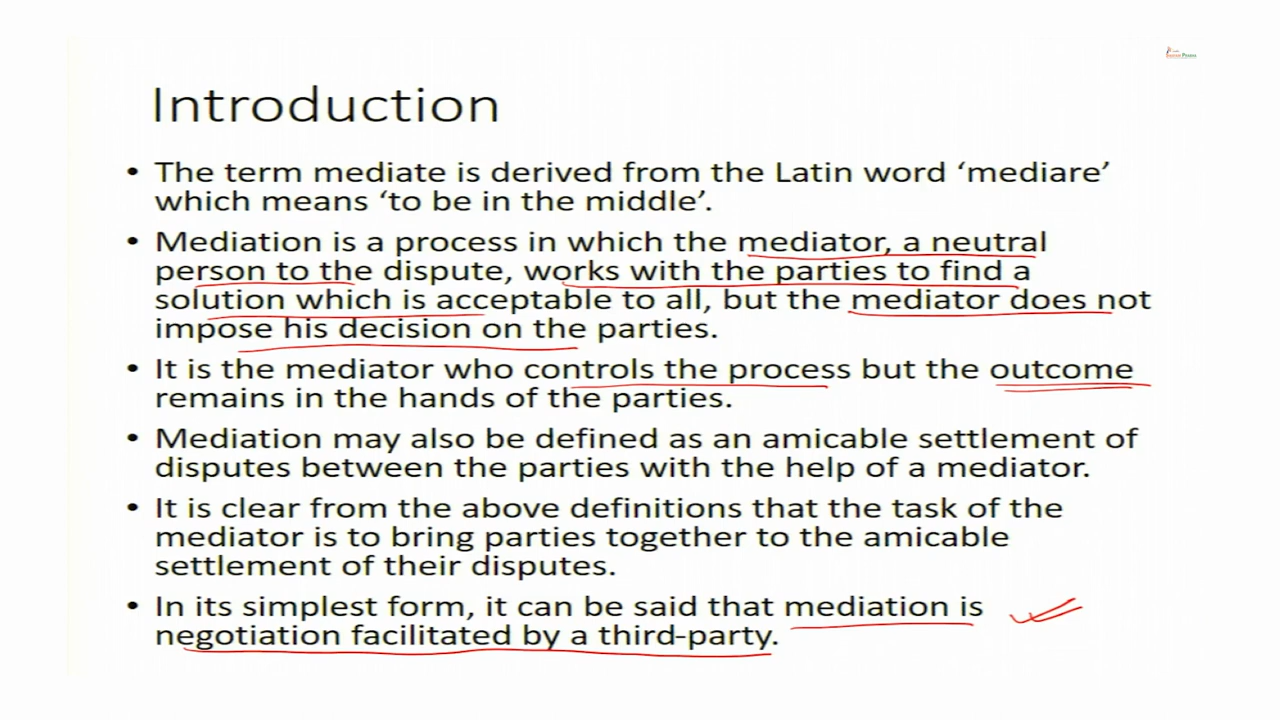 Introduction
• The term mediate is derived from the Latin word ‘mediare’
which means ‘to be in the middle’.
• Mediation is a process in which the mediator, a neutral
person to the dispute, works with the parties to find a
solution which is acceptable to all, but the mediator does not
impose his decision on the parties.
• It is the mediator who controls the process but the outcome
remains in the hands of the parties.
• Mediation may also be defined as an amicable settlement of
disputes between the parties with the help of a mediator.
• It is clear from the above definitions that the task of the
mediator is to bring parties together to the amicable
settlement of their disputes.
• In its simplest form, it can be said that mediation is
negotiation facilitated by a third-party.